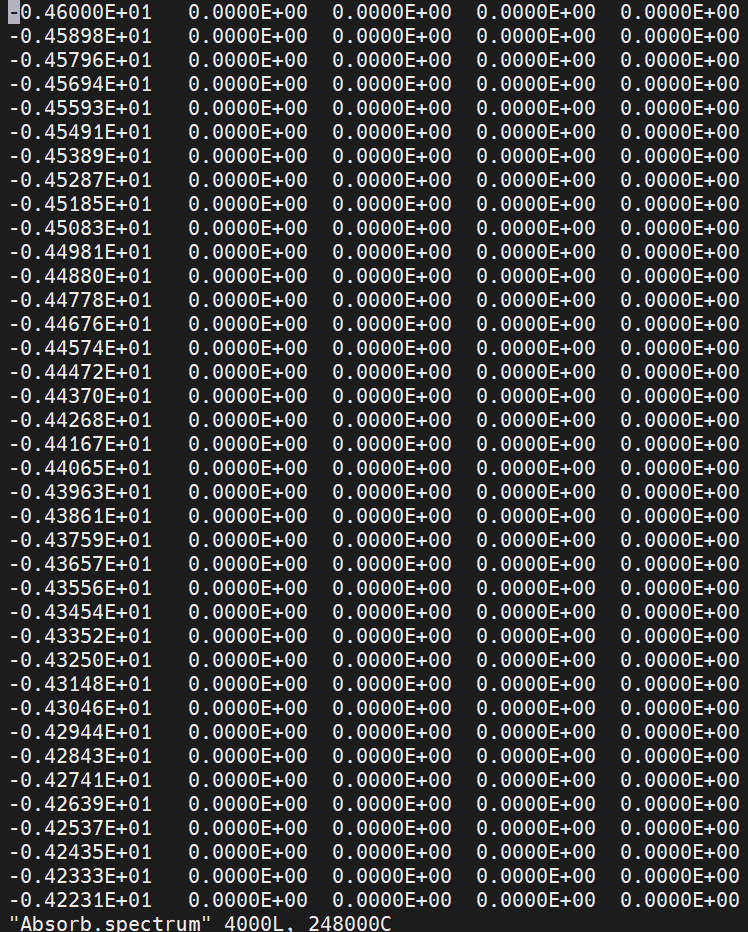 -0.46000E+01   0.0000E+00  0.0000E+00  0.0000E+00  0.0000E+00
-0.45898E+01   0.0000E+00  0.0000E+00  0.0000E+00  0.0000E+00
-0.45796E+01   0.0000E+00  0.0000E+00  0.0000E+00  0.0000E+00
-0.45694E+01   0.0000E+00  0.0000E+00  0.0000E+00  0.0000E+00
-0.45593E+01   0.0000E+00  0.0000E+00  0.0000E+00  0.0000E+00
-0.45491E+01   0.0000E+00  0.0000E+00  0.0000E+00  0.0000E+00
-0.45389E+01   0.0000E+00  0.0000E+00  0.0000E+00  0.0000E+00
-0.45287E+01   0.0000E+00  0.0000E+00  0.0000E+00  0.0000E+00
-0.45185E+01   0.0000E+00  0.0000E+00  0.0000E+00  0.0000E+00
-0.45083E+01   0.0000E+00  0.0000E+00  0.0000E+00  0.0000E+00
-0.44981E+01   0.0000E+00  0.0000E+00  0.0000E+00  0.0000E+00
-0.44880E+01   0.0000E+00  0.0000E+00  0.0000E+00  0.0000E+00
-0.44778E+01   0.0000E+00  0.0000E+00  0.0000E+00  0.0000E+00
-0.44676E+01   0.0000E+00  0.0000E+00  0.0000E+00  0.0000E+00
-0.44574E+01   0.0000E+00  0.0000E+00  0.0000E+00  0.0000E+00
-0.44472E+01   0.0000E+00  0.0000E+00  0.0000E+00  0.0000E+00
-0.44370E+01   0.0000E+00  0.0000E+00  0.0000E+00  0.0000E+00
-0.44268E+01   0.0000E+00  0.0000E+00  0.0000E+00  0.0000E+00
-0.44167E+01   0.0000E+00  0.0000E+00  0.0000E+00  0.0000E+00
-0.44065E+01   0.0000E+00  0.0000E+00  0.0000E+00  0.0000E+00
-0.43963E+01   0.0000E+00  0.0000E+00  0.0000E+00  0.0000E+00
-0.43861E+01   0.0000E+00  0.0000E+00  0.0000E+00  0.0000E+00
-0.43759E+01   0.0000E+00  0.0000E+00  0.0000E+00  0.0000E+00
-0.43657E+01   0.0000E+00  0.0000E+00  0.0000E+00  0.0000E+00
-0.43556E+01   0.0000E+00  0.0000E+00  0.0000E+00  0.0000E+00
-0.43454E+01   0.0000E+00  0.0000E+00  0.0000E+00  0.0000E+00
-0.43352E+01   0.0000E+00  0.0000E+00  0.0000E+00  0.0000E+00
-0.43250E+01   0.0000E+00  0.0000E+00  0.0000E+00  0.0000E+00
-0.43148E+01   0.0000E+00  0.0000E+00  0.0000E+00  0.0000E+00
-0.43046E+01   0.0000E+00  0.0000E+00  0.0000E+00  0.0000E+00
-0.42944E+01   0.0000E+00  0.0000E+00  0.0000E+00  0.0000E+00
-0.42843E+01   0.0000E+00  0.0000E+00  0.0000E+00  0.0000E+00
-0.42741E+01   0.0000E+00  0.0000E+00  0.0000E+00  0.0000E+00
-0.42639E+01   0.0000E+00  0.0000E+00  0.0000E+00  0.0000E+00
-0.42537E+01   0.0000E+00  0.0000E+00  0.0000E+00  0.0000E+00
-0.42435E+01   0.0000E+00  0.0000E+00  0.0000E+00  0.0000E+00
-0.42333E+01   0.0000E+00  0.0000E+00  0.0000E+00  0.0000E+00
-0.42231E+01   0.0000E+00  0.0000E+00  0.0000E+00  0.0000E+00
"Absorb.spectrum" 4000L, 248000C